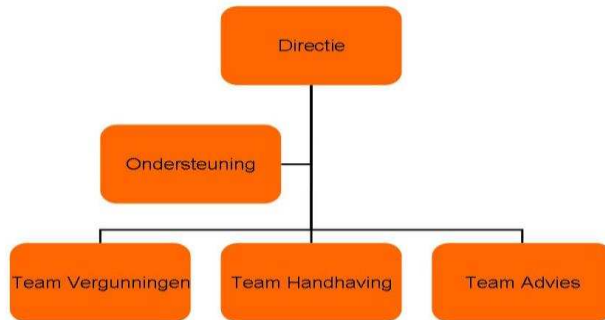 Directie
Ondersteuning
Team Vergunningen
Team Handhaving
Team Advies